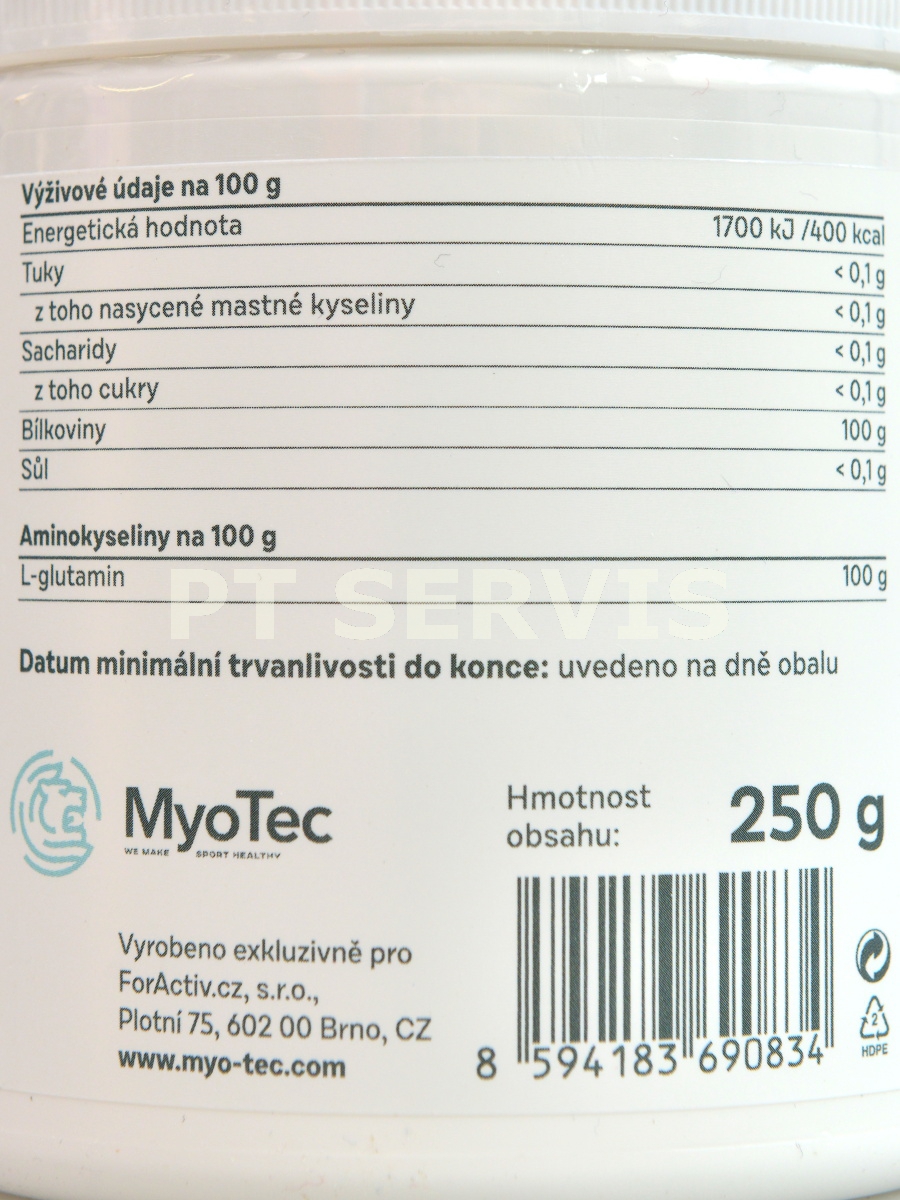 Výživové údaje na 100 g
Energetická hodnota 1700 kJ /400 kcal
Tuky < 0,1 g
z toho nasycené mastné kyseliny < 0,1 g
Sacharidy < 0,1 g
z toho cukry < 0,1 g
Bílkoviny 100 g
Sůl < 0,1 g
Aminokyseliny na 100 g
L-glutamin 100 g
PT SERVIS
Datum minimální trvanlivosti do konce: uvedeno na dně obalu
MyoTec
WE MAKE SPORT HEALTHY
Hmotnost
obsahu: 250 g
Vyrobeno exkluzivně pro
ForActiv.cz, s.r.o.,
Plotní 75, 602 00 Brno, CZ
www.myo-tec.com
8 594183 690834
2
HDPE